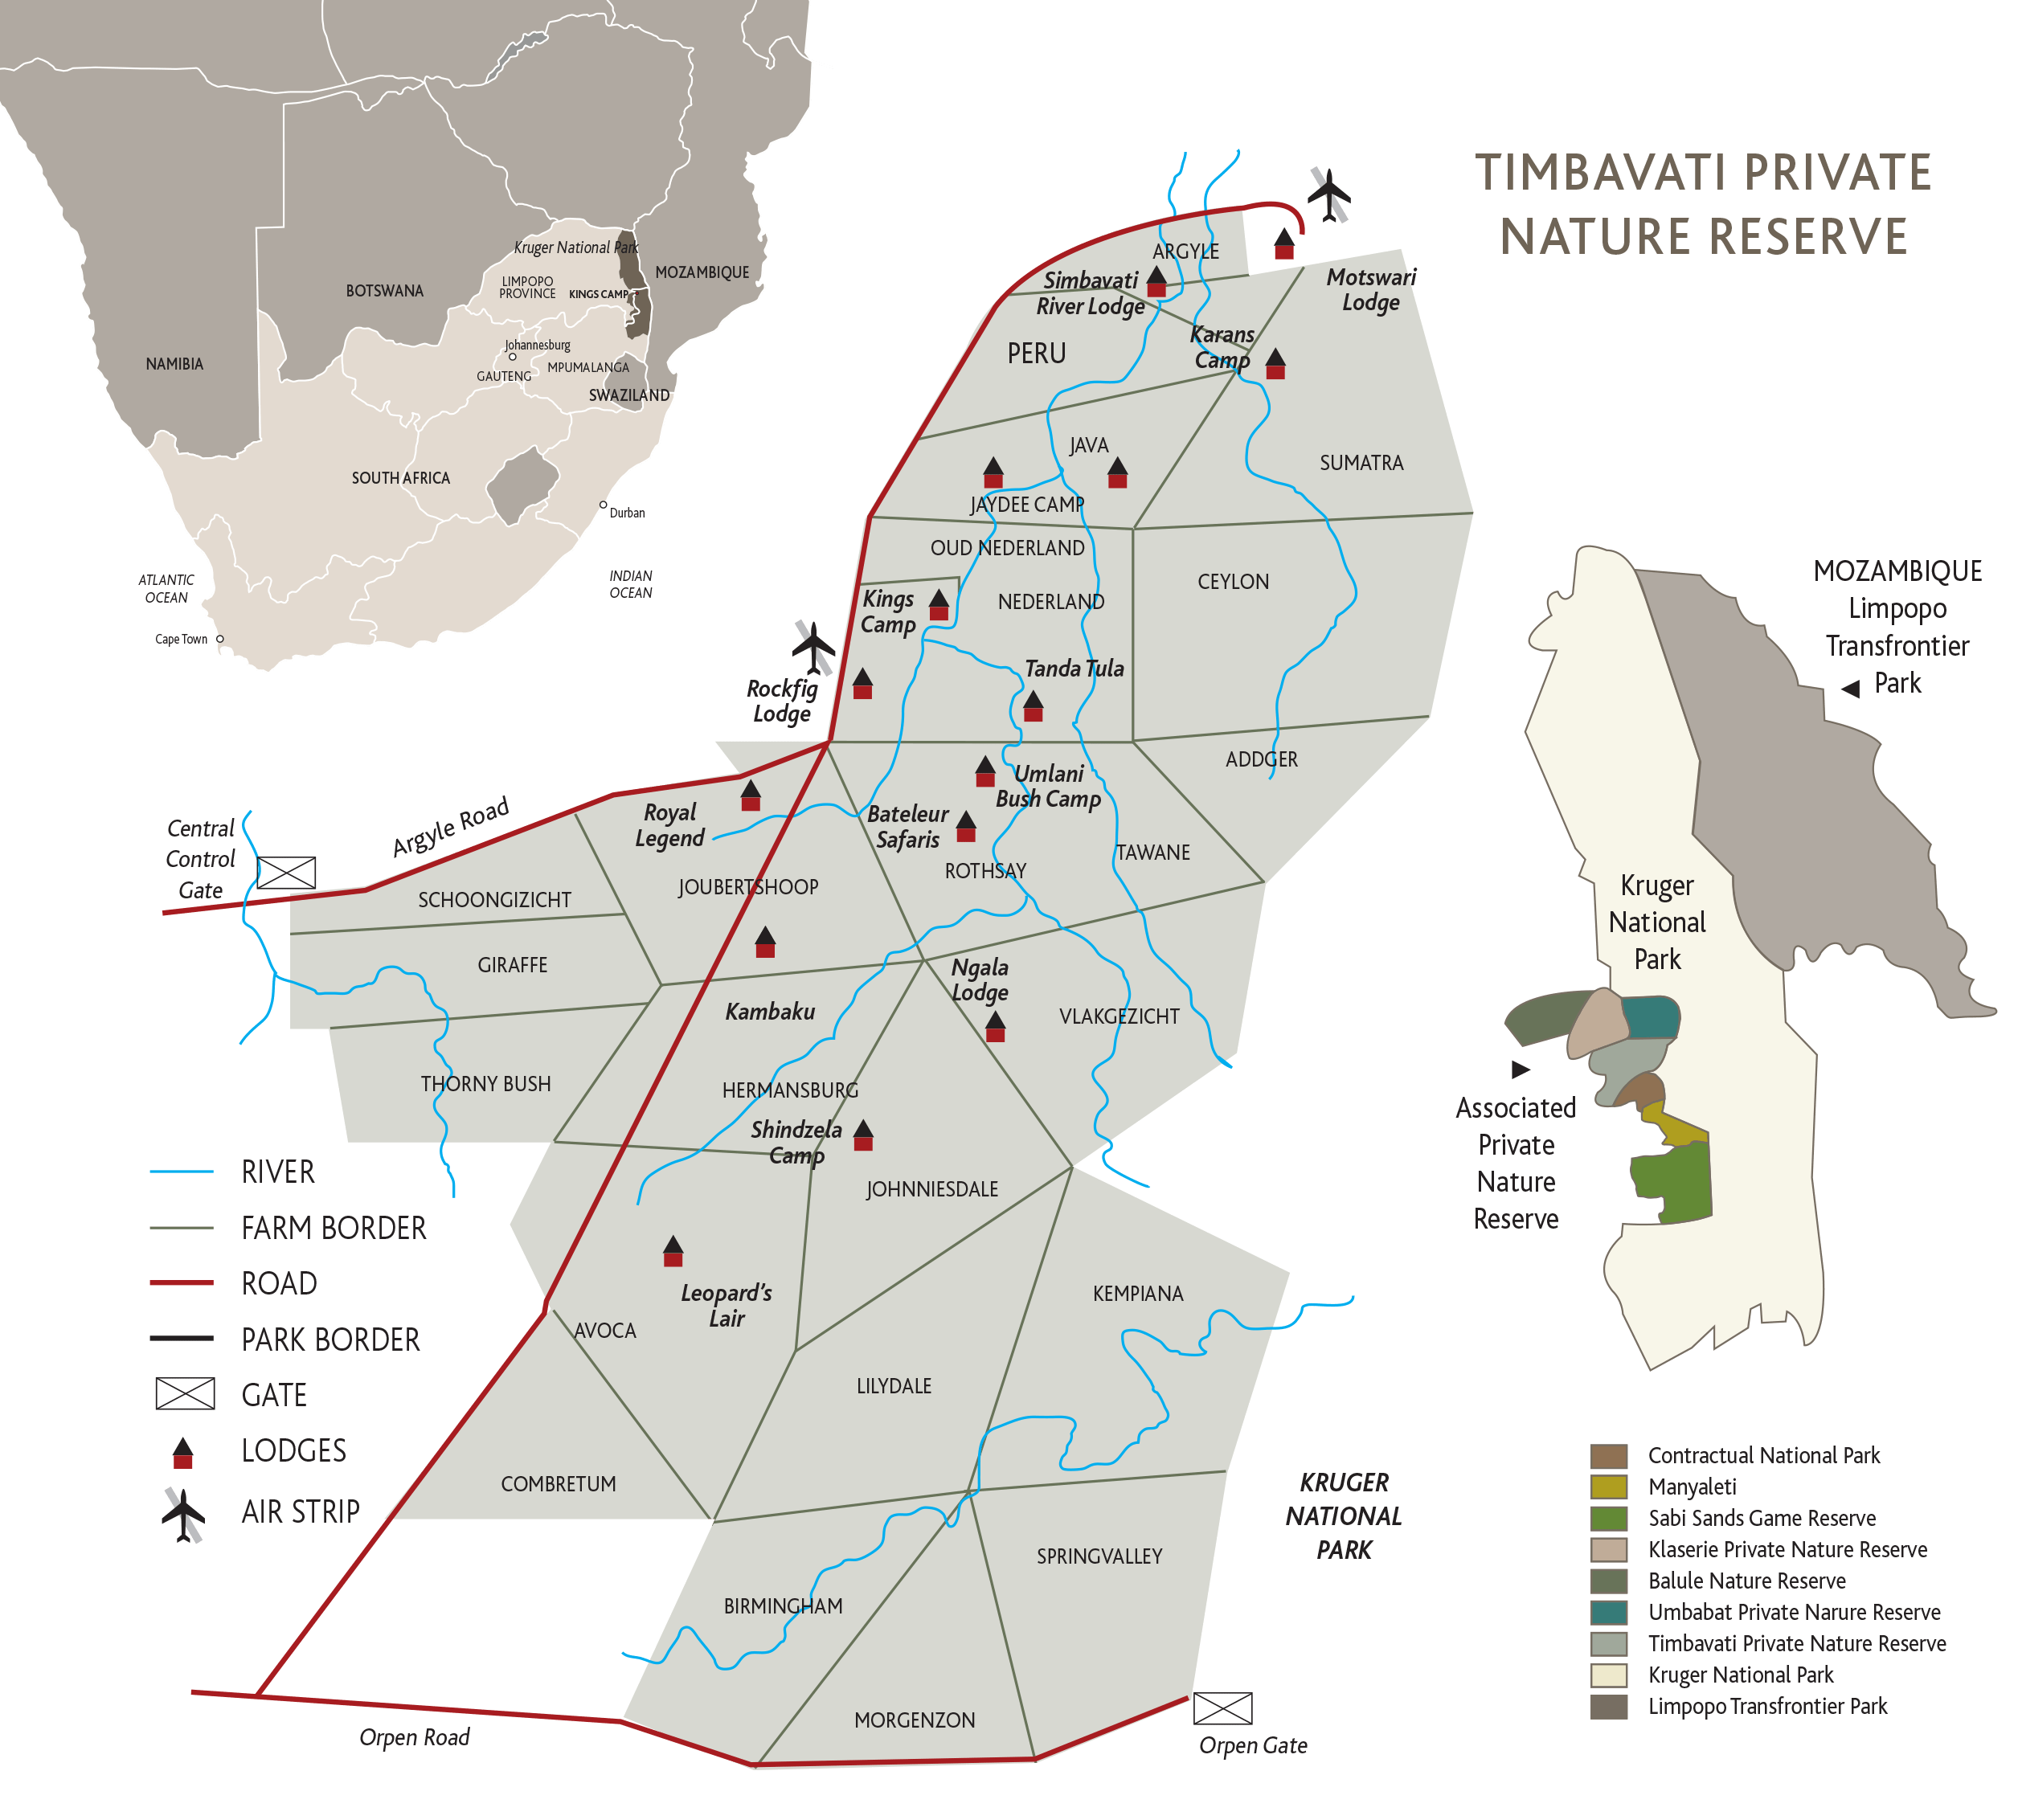 TIMBAVATI PRIVATE
NATURE RESERVE
Kruger National Park
MOZAMBIQUE
LIMPOPO
PROVINCE
KINGS CAMP
BOTSWANA
Johannesburg
NAMIBIA
GAUTENG
MPUMALANGA
SWAZILAND
SOUTH AFRICA
Durban
ATLANTIC
OCEAN
INDIAN
OCEAN
Cape Town
ARGYLE
Simbavati
River Lodge
Motswari
Lodge
Karans
Camp
PERU
JAVA
SUMATRA
JAYDEE CAMP
OUD NEDERLAND
CEYLON
Kings
Camp
NEDERLAND
Tanda Tula
Rockfig
Lodge
ADDGER
Umlani
Bush Camp
Royal
Legend
Bateleur
Safaris
Argyle Road
Central
Control
Gate
TAWANE
ROTHSAY
JOUBERTSHOOP
SCHOONGIZICHT
GIRAFFE
Ngala
Lodge
Kambaku
VLAKGEZICHT
THORNY BUSH
HERMANSBURG
Shindzela
Camp
JOHNNIESDALE
Leopard's
Lair
KEMPIANA
AVOCA
LILYDALE
COMBRETUM
KRUGER
NATIONAL
PARK
SPRINGVALLEY
BIRMINGHAM
MORGENZON
Orpen Road
Orpen Gate
RIVER
FARM BORDER
ROAD
PARK BORDER
GATE
LODGES
AIR STRIP
MOZAMBIQUE
Limpopo
Transfrontier
Park
Kruger
National
Park
Associated
Private
Nature
Reserve
Contractual National Park
Manyaleti
Sabi Sands Game Reserve
Klaserie Private Nature Reserve
Balule Nature Reserve
Umbabat Private Narure Reserve
Timbavati Private Nature Reserve
Kruger National Park
Limpopo Transfrontier Park